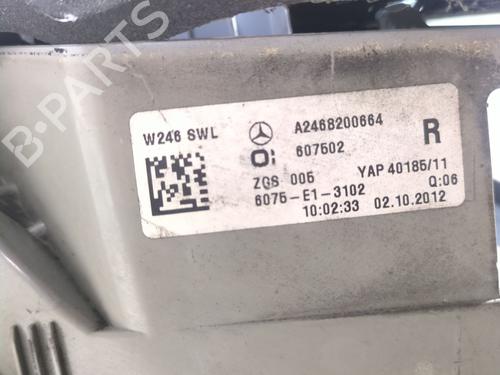 B-PARTS
W246 SWL A2468200664 R
607502
ZGS 005 YAP 40185/11
6075-E1-3102 Q:06
10:02:33 02.10.2012